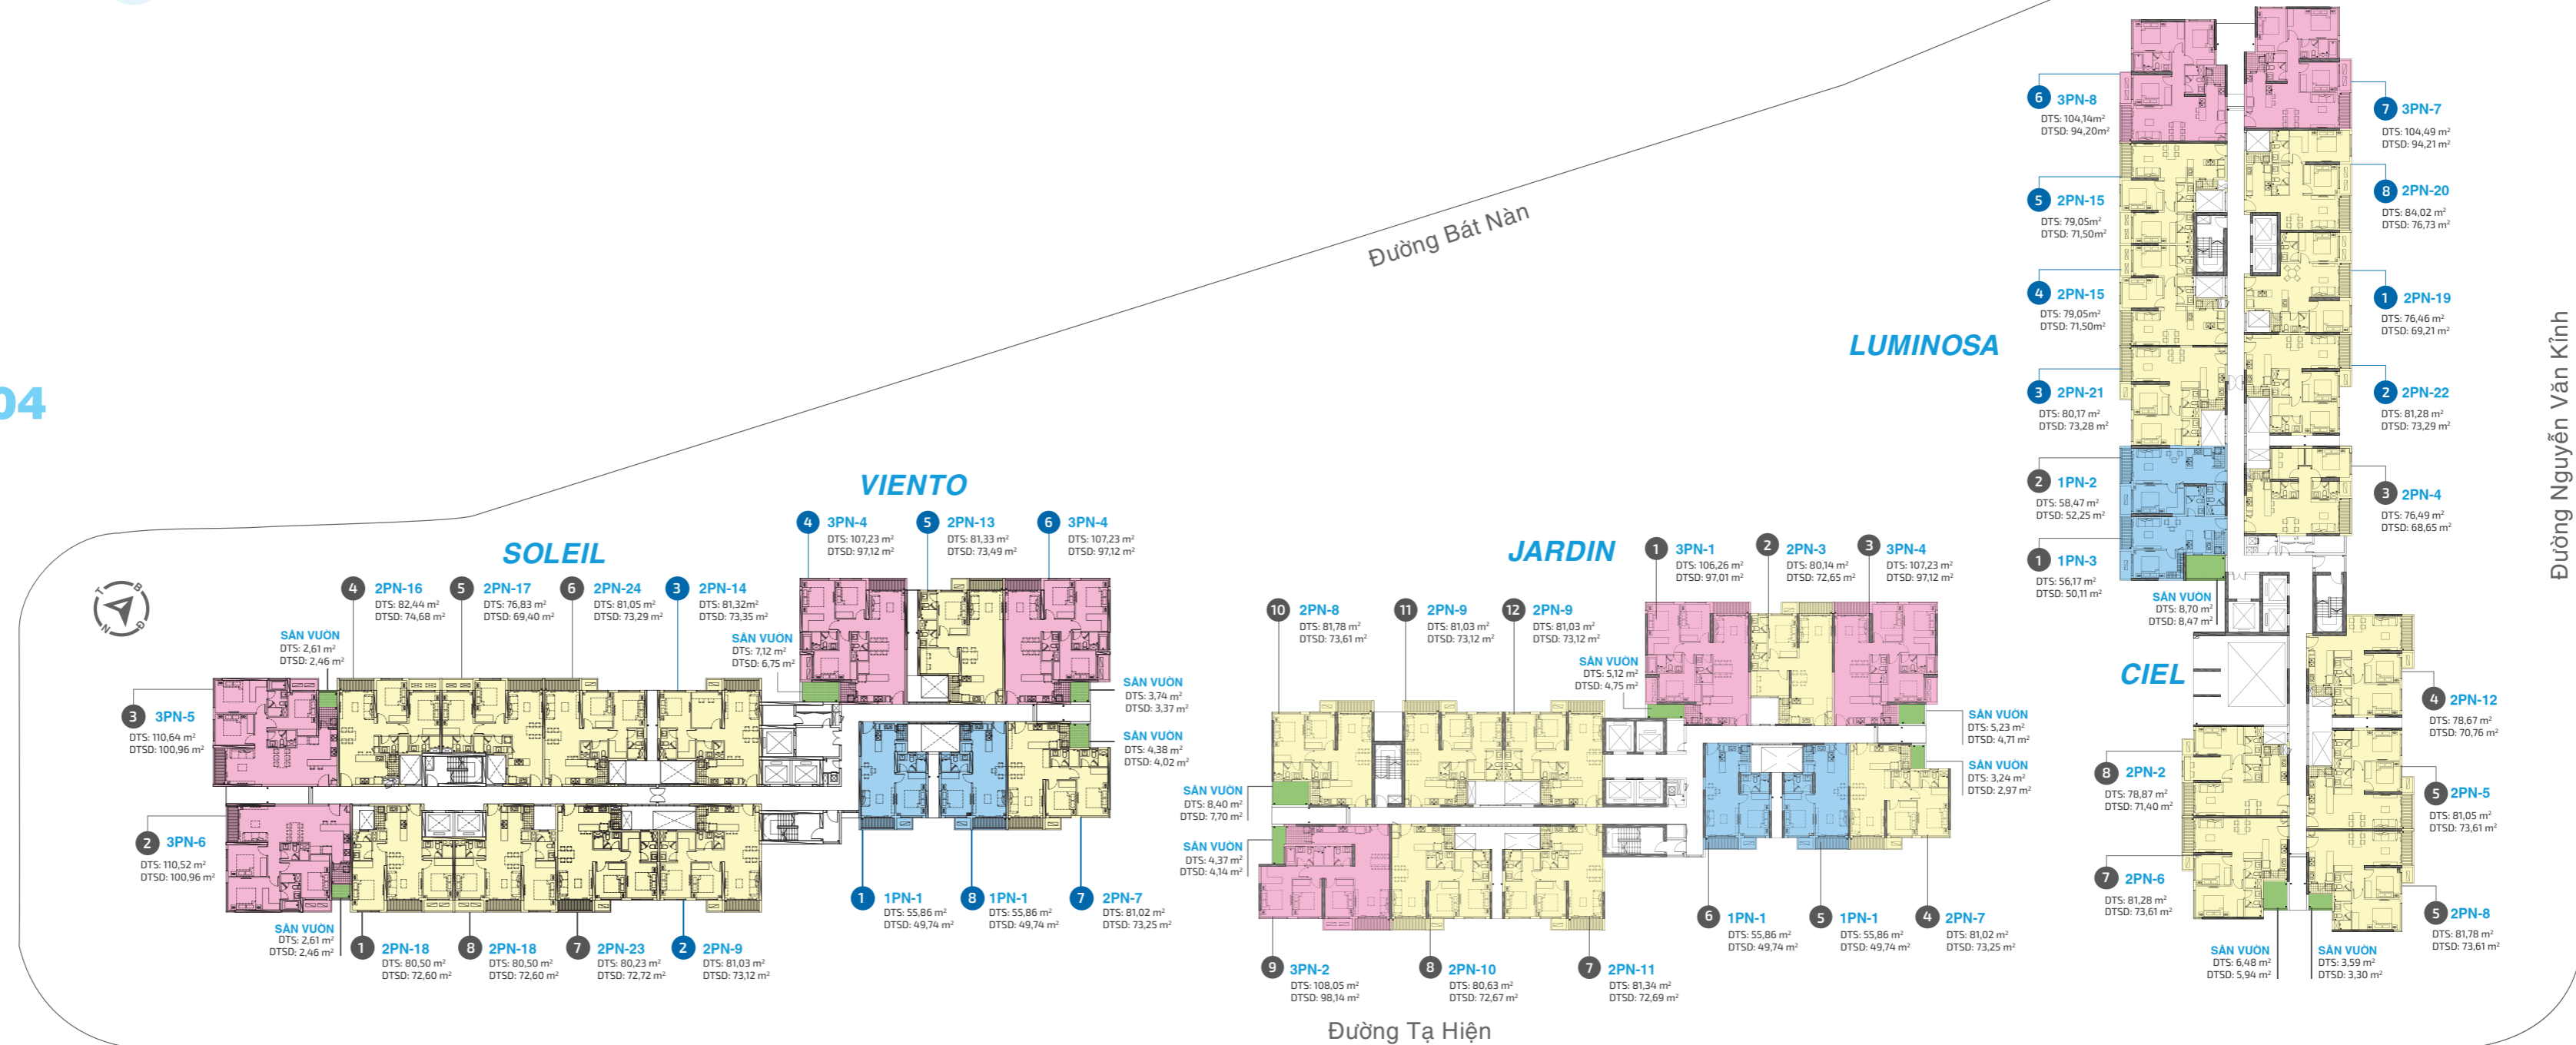 04
Đường Bát Nàn
Đường Nguyễn Văn Kỉnh
Đường Tạ Hiện
T
B
N
Đ
SOLEIL
4 2PN-16
DTS: 82,44 m²
DTSD: 74,68 m²
5 2PN-17
DTS: 76,83 m²
DTSD: 69,40 m²
6 2PN-24
DTS: 81,05 m²
DTSD: 73,29 m²
3 2PN-14
DTS: 81,32m²
DTSD: 73,35 m²
SÂN VƯỜN
DTS: 2,61 m²
DTSD: 2,46 m²
3 3PN-5
DTS: 110,64 m²
DTSD: 100,96 m²
2 3PN-6
DTS: 110,52 m²
DTSD: 100,96 m²
SÂN VƯỜN
DTS: 2,61 m²
DTSD: 2,46 m²
1 2PN-18
DTS: 80,50 m²
DTSD: 72,60 m²
8 2PN-18
DTS: 80,50 m²
DTSD: 72,60 m²
7 2PN-23
DTS: 80,23 m²
DTSD: 72,72 m²
2 2PN-9
DTS: 81,03 m²
DTSD: 73,12 m²
VIENTO
4 3PN-4
DTS: 107,23 m²
DTSD: 97,12 m²
5 2PN-13
DTS: 81,33 m²
DTSD: 73,49 m²
6 3PN-4
DTS: 107,23 m²
DTSD: 97,12 m²
SÂN VƯỜN
DTS: 7,12 m²
DTSD: 6,75 m²
SÂN VƯỜN
DTS: 3,74 m²
DTSD: 3,37 m²
SÂN VƯỜN
DTS: 4,38 m²
DTSD: 4,02 m²
1 1PN-1
DTS: 55,86 m²
DTSD: 49,74 m²
8 1PN-1
DTS: 55,86 m²
DTSD: 49,74 m²
7 2PN-7
DTS: 81,02 m²
DTSD: 73,25 m²
JARDIN
1 3PN-1
DTS: 106,26 m²
DTSD: 97,01 m²
2 2PN-3
DTS: 80,14 m²
DTSD: 72,65 m²
3 3PN-4
DTS: 107,23 m²
DTSD: 97,12 m²
10 2PN-8
DTS: 81,78 m²
DTSD: 73,61 m²
11 2PN-9
DTS: 81,03 m²
DTSD: 73,12 m²
12 2PN-9
DTS: 81,03 m²
DTSD: 73,12 m²
SÂN VƯỜN
DTS: 5,12 m²
DTSD: 4,75 m²
SÂN VƯỜN
DTS: 5,23 m²
DTSD: 4,71 m²
SÂN VƯỜN
DTS: 3,24 m²
DTSD: 2,97 m²
SÂN VƯỜN
DTS: 8,40 m²
DTSD: 7,70 m²
SÂN VƯỜN
DTS: 4,37 m²
DTSD: 4,14 m²
9 3PN-2
DTS: 108,05 m²
DTSD: 98,14 m²
8 2PN-10
DTS: 80,63 m²
DTSD: 72,67 m²
7 2PN-11
DTS: 81,34 m²
DTSD: 72,69 m²
6 1PN-1
DTS: 55,86 m²
DTSD: 49,74 m²
5 1PN-1
DTS: 55,86 m²
DTSD: 49,74 m²
4 2PN-7
DTS: 81,02 m²
DTSD: 73,25 m²
LUMINOSA
6 3PN-8
DTS: 104,14m²
DTSD: 94,20m²
7 3PN-7
DTS: 104,49 m²
DTSD: 94,21 m²
5 2PN-15
DTS: 79,05m²
DTSD: 71,50m²
8 2PN-20
DTS: 84,02 m²
DTSD: 76,73 m²
4 2PN-15
DTS: 79,05m²
DTSD: 71,50m²
1 2PN-19
DTS: 76,46 m²
DTSD: 69,21 m²
3 2PN-21
DTS: 80,17 m²
DTSD: 73,28 m²
2 2PN-22
DTS: 81,28 m²
DTSD: 73,29 m²
2 1PN-2
DTS: 58,47 m²
DTSD: 52,25 m²
3 2PN-4
DTS: 76,49 m²
DTSD: 68,65 m²
1 1PN-3
DTS: 56,17 m²
DTSD: 50,11 m²
SÂN VƯỜN
DTS: 8,70 m²
DTSD: 8,47 m²
CIEL
4 2PN-12
DTS: 78,67 m²
DTSD: 70,76 m²
8 2PN-2
DTS: 78,87 m²
DTSD: 71,40 m²
5 2PN-5
DTS: 81,05 m²
DTSD: 73,61 m²
7 2PN-6
DTS: 81,28 m²
DTSD: 73,61 m²
5 2PN-8
DTS: 81,78 m²
DTSD: 73,61 m²
SÂN VƯỜN
DTS: 6,48 m²
DTSD: 5,94 m²
SÂN VƯỜN
DTS: 3,59 m²
DTSD: 3,30 m²